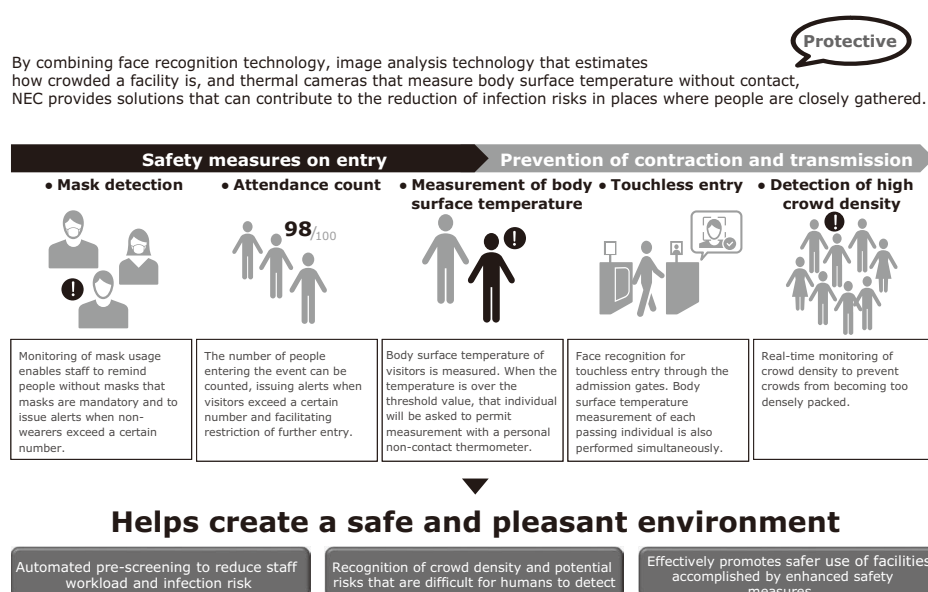 Protective
By combining face recognition technology, image analysis technology that estimates
how crowded a facility is, and thermal cameras that measure body surface temperature without contact,
NEC provides solutions that can contribute to the reduction of infection risks in places where people are closely gathered.
Safety measures on entry
Prevention of contraction and transmission
• Mask detection
• Attendance count
• Measurement of body
surface temperature
• Touchless entry
• Detection of high
crowd density
98/100
!
!
!
Monitoring of mask usage
enables staff to remind
people without masks that
masks are mandatory and to
issue alerts when non-
wearers exceed a certain
number.
The number of people
entering the event can be
counted, issuing alerts when
visitors exceed a certain
number and facilitating
restriction of further entry.
Body surface temperature of
visitors is measured. When the
temperature is over the
threshold value, that individual
will be asked to permit
measurement with a personal
non-contact thermometer.
Face recognition for
touchless entry through the
admission gates. Body
surface temperature
measurement of each
passing individual is also
performed simultaneously.
Real-time monitoring of
crowd density to prevent
crowds from becoming too
densely packed.
Helps create a safe and pleasant environment
Automated pre-screening to reduce staff
workload and infection risk
Recognition of crowd density and potential
risks that are difficult for humans to detect
Effectively promotes safer use of facilities
accomplished by enhanced safety
measures